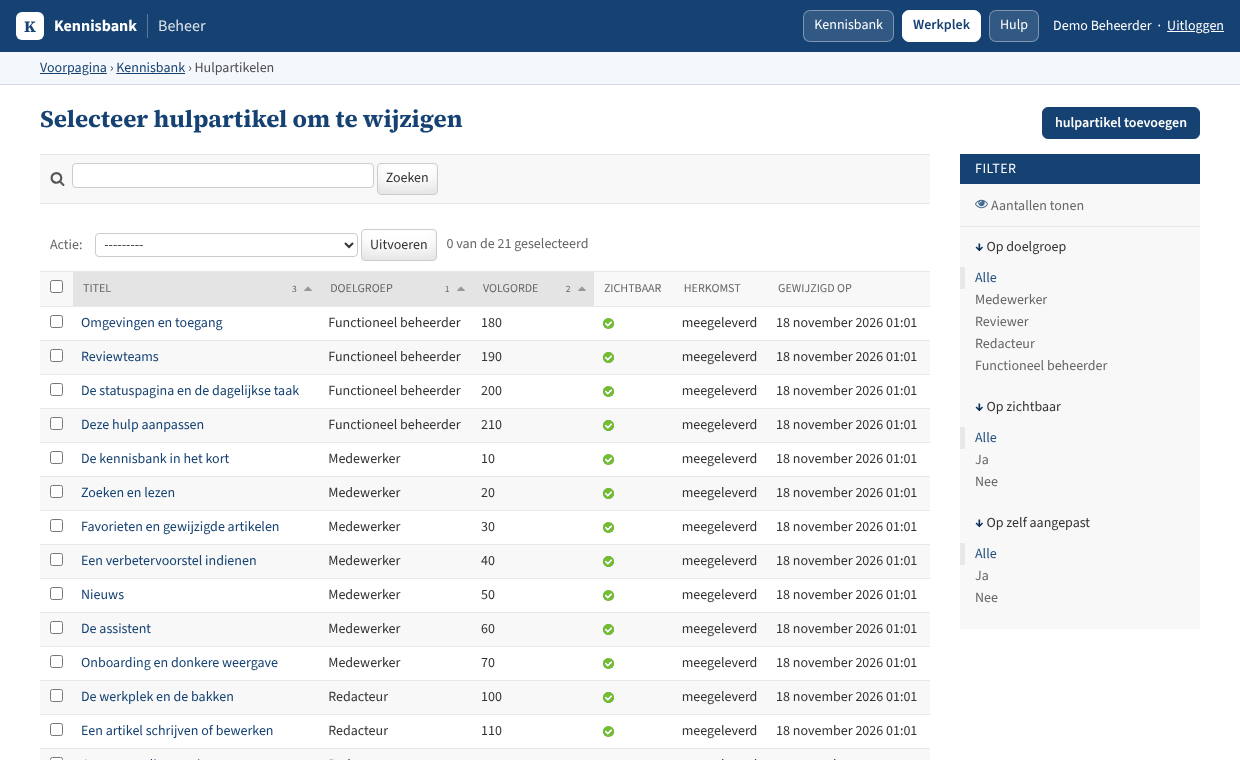 K Kennisbank Beheer Kennisbank Werkplek Hulp Demo Beheerder · Uitloggen
Voorpagina › Kennisbank › Hulpartikelen
Selecteer hulpartikel om te wijzigen
hulpartikel toevoegen
Zoeken
Actie: --------- Uitvoeren 0 van de 21 geselecteerd
TITEL 3 DOELGROEP 1 VOLGORDE 2 ZICHTBAAR HERKOMST GEWIJZIGD OP
Omgevingen en toegang Functioneel beheerder 180 meegeleverd 18 november 2026 01:01
Reviewteams Functioneel beheerder 190 meegeleverd 18 november 2026 01:01
De statuspagina en de dagelijkse taak Functioneel beheerder 200 meegeleverd 18 november 2026 01:01
Deze hulp aanpassen Functioneel beheerder 210 meegeleverd 18 november 2026 01:01
De kennisbank in het kort Medewerker 10 meegeleverd 18 november 2026 01:01
Zoeken en lezen Medewerker 20 meegeleverd 18 november 2026 01:01
Favorieten en gewijzigde artikelen Medewerker 30 meegeleverd 18 november 2026 01:01
Een verbetervoorstel indienen Medewerker 40 meegeleverd 18 november 2026 01:01
Nieuws Medewerker 50 meegeleverd 18 november 2026 01:01
De assistent Medewerker 60 meegeleverd 18 november 2026 01:01
Onboarding en donkere weergave Medewerker 70 meegeleverd 18 november 2026 01:01
De werkplek en de bakken Redacteur 100 meegeleverd 18 november 2026 01:01
Een artikel schrijven of bewerken Redacteur 110 meegeleverd 18 november 2026 01:01
FILTER
Aantallen tonen
Op doelgroep
Alle
Medewerker
Reviewer
Redacteur
Functioneel beheerder
Op zichtbaar
Alle
Ja
Nee
Op zelf aangepast
Alle
Ja
Nee